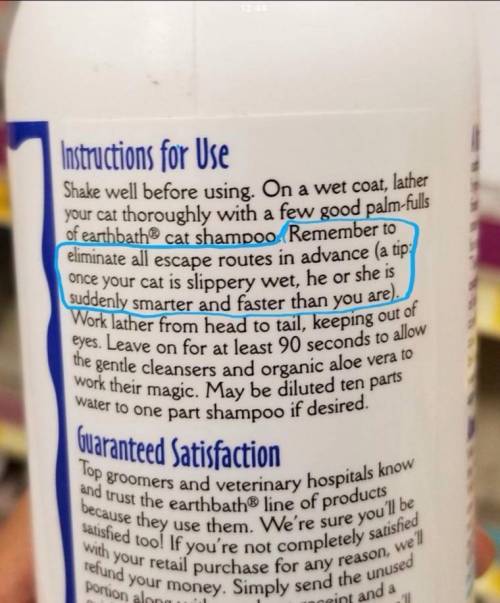 Instructions for Use
Shake well before using. On a wet coat, lather
your cat thoroughly with a few good palm-fulls
of earthbath® cat shampoo. (Remember to
eliminate all escape routes in advance (a tip:
once your cat is slippery wet, he or she is
suddenly smarter and faster than you are).
Work lather from head to tail, keeping out of
eyes. Leave on for at least 90 seconds to allow
the gentle cleansers and organic aloe vera to
work their magic. May be diluted ten parts
water to one part shampoo if desired.
Guaranteed Satisfaction
Top groomers and veterinary hospitals know
and trust the earthbath® line of products
because they use them. We're sure you'll be
satisfied too! If you're not completely satisfied
with your retail purchase for any reason, we'll
refund your money. Simply send the unused
portion along receipt and a